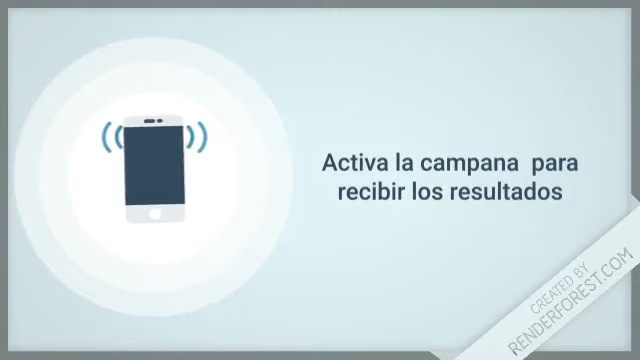 Activa la campana  para
recibir los resultados
CREATED BY
RENDERFOREST.COM